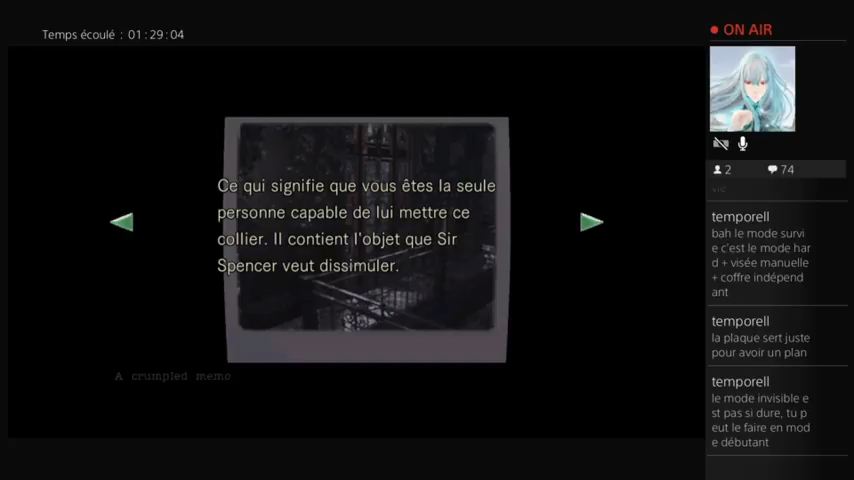 Temps écoulé : 01:29:04
Ce qui signifie que vous êtes la seule
personne capable de lui mettre ce
collier. Il contient l'objet que Sir
Spencer veut dissimuler.
A crumpled memo
ON AIR
2
74
temporell
bah le mode survi
e c'est le mode har
d + visée manuelle
+ coffre indépend
ant
temporell
la plaque sert juste
pour avoir un plan
temporell
le mode invisible e
st pas si dure, tu p
eut le faire en mod
e débutant